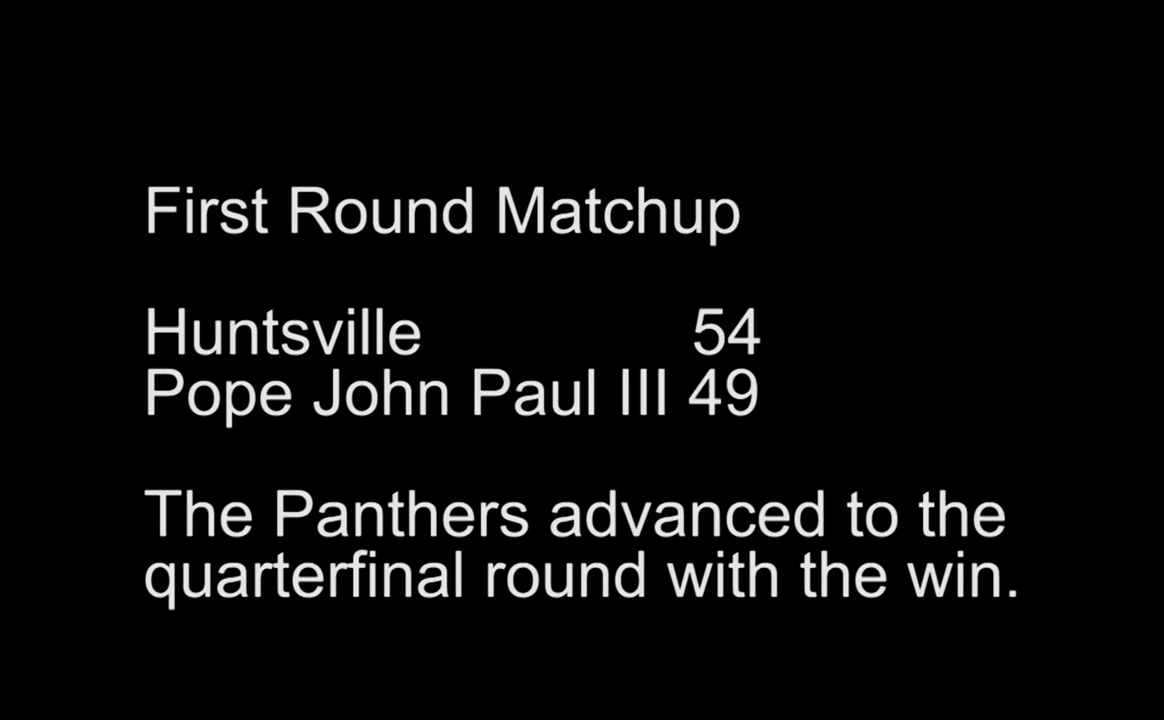 First Round Matchup
Huntsville 54
Pope John Paul III 49
The Panthers advanced to the
quarterfinal round with the win.